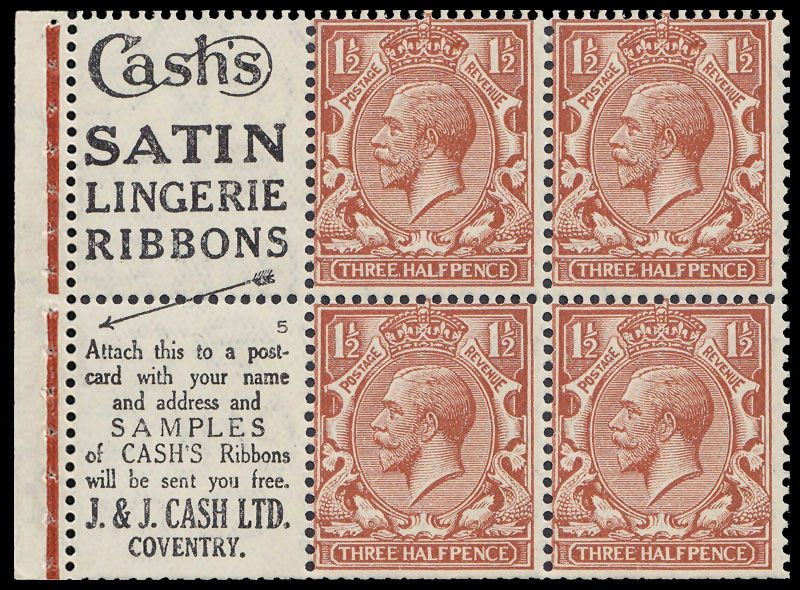 Cash's
SATIN
LINGERIE
RIBBONS
5
Attach this to a post-
card with your name
and address and
SAMPLES
of CASH'S Ribbons
will be sent you free.
J. & J. CASH LTD.
COVENTRY.
1½ 1½
POSTAGE REVENUE
THREE HALFPENCE
1½ 1½
POSTAGE REVENUE
THREE HALFPENCE
1½ 1½
POSTAGE REVENUE
THREE HALFPENCE
1½ 1½
POSTAGE REVENUE
THREE HALFPENCE